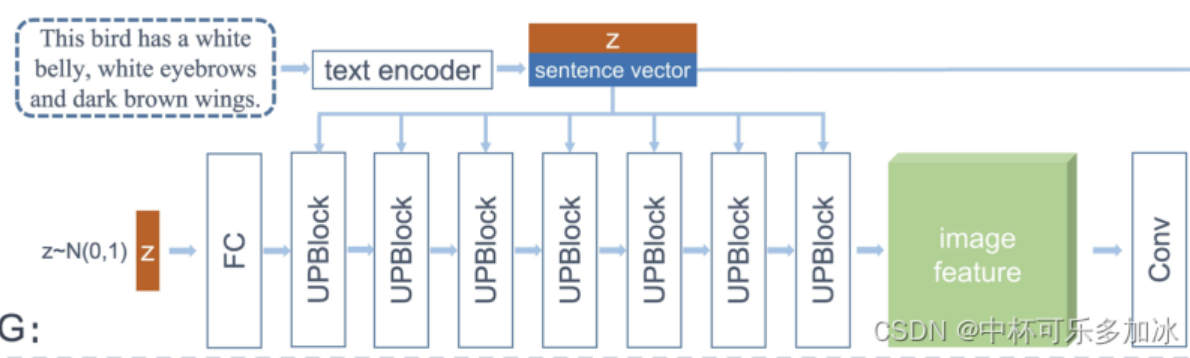 This bird has a white
belly, white eyebrows
and dark brown wings.
text encoder
z
sentence vector
z~N(0,1)
z
FC
UPBlock
UPBlock
UPBlock
UPBlock
UPBlock
UPBlock
UPBlock
image
feature
Conv
G:
CSDN @中杯可乐多加冰